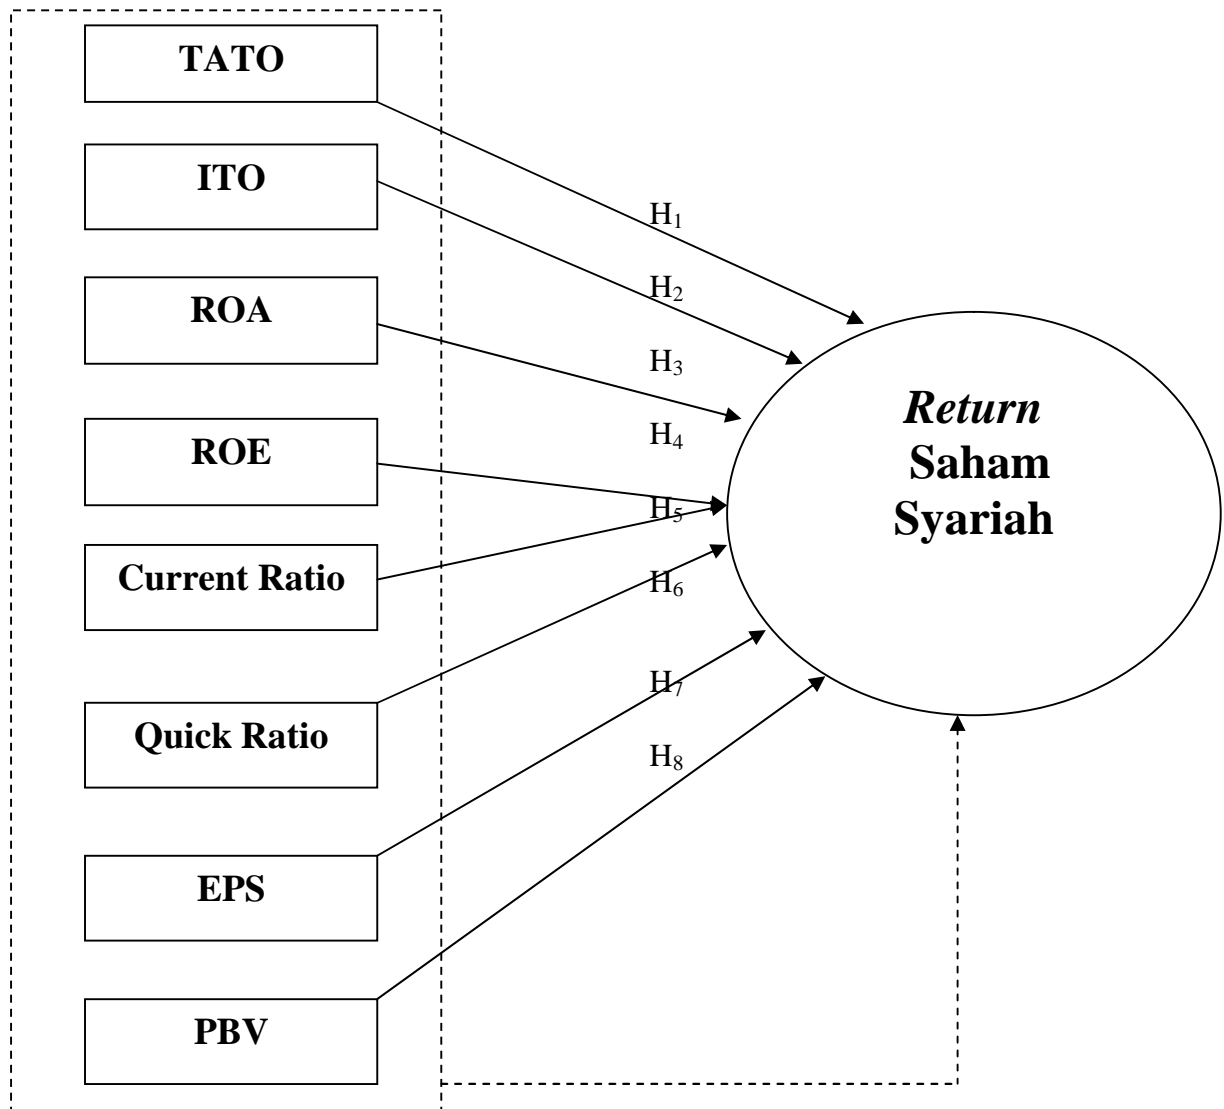 TATO
ITO
ROA
ROE
Current Ratio
Quick Ratio
EPS
PBV
H₁
H₂
H₃
H₄
H₅
H₆
H₇
H₈
Return
Saham
Syariah